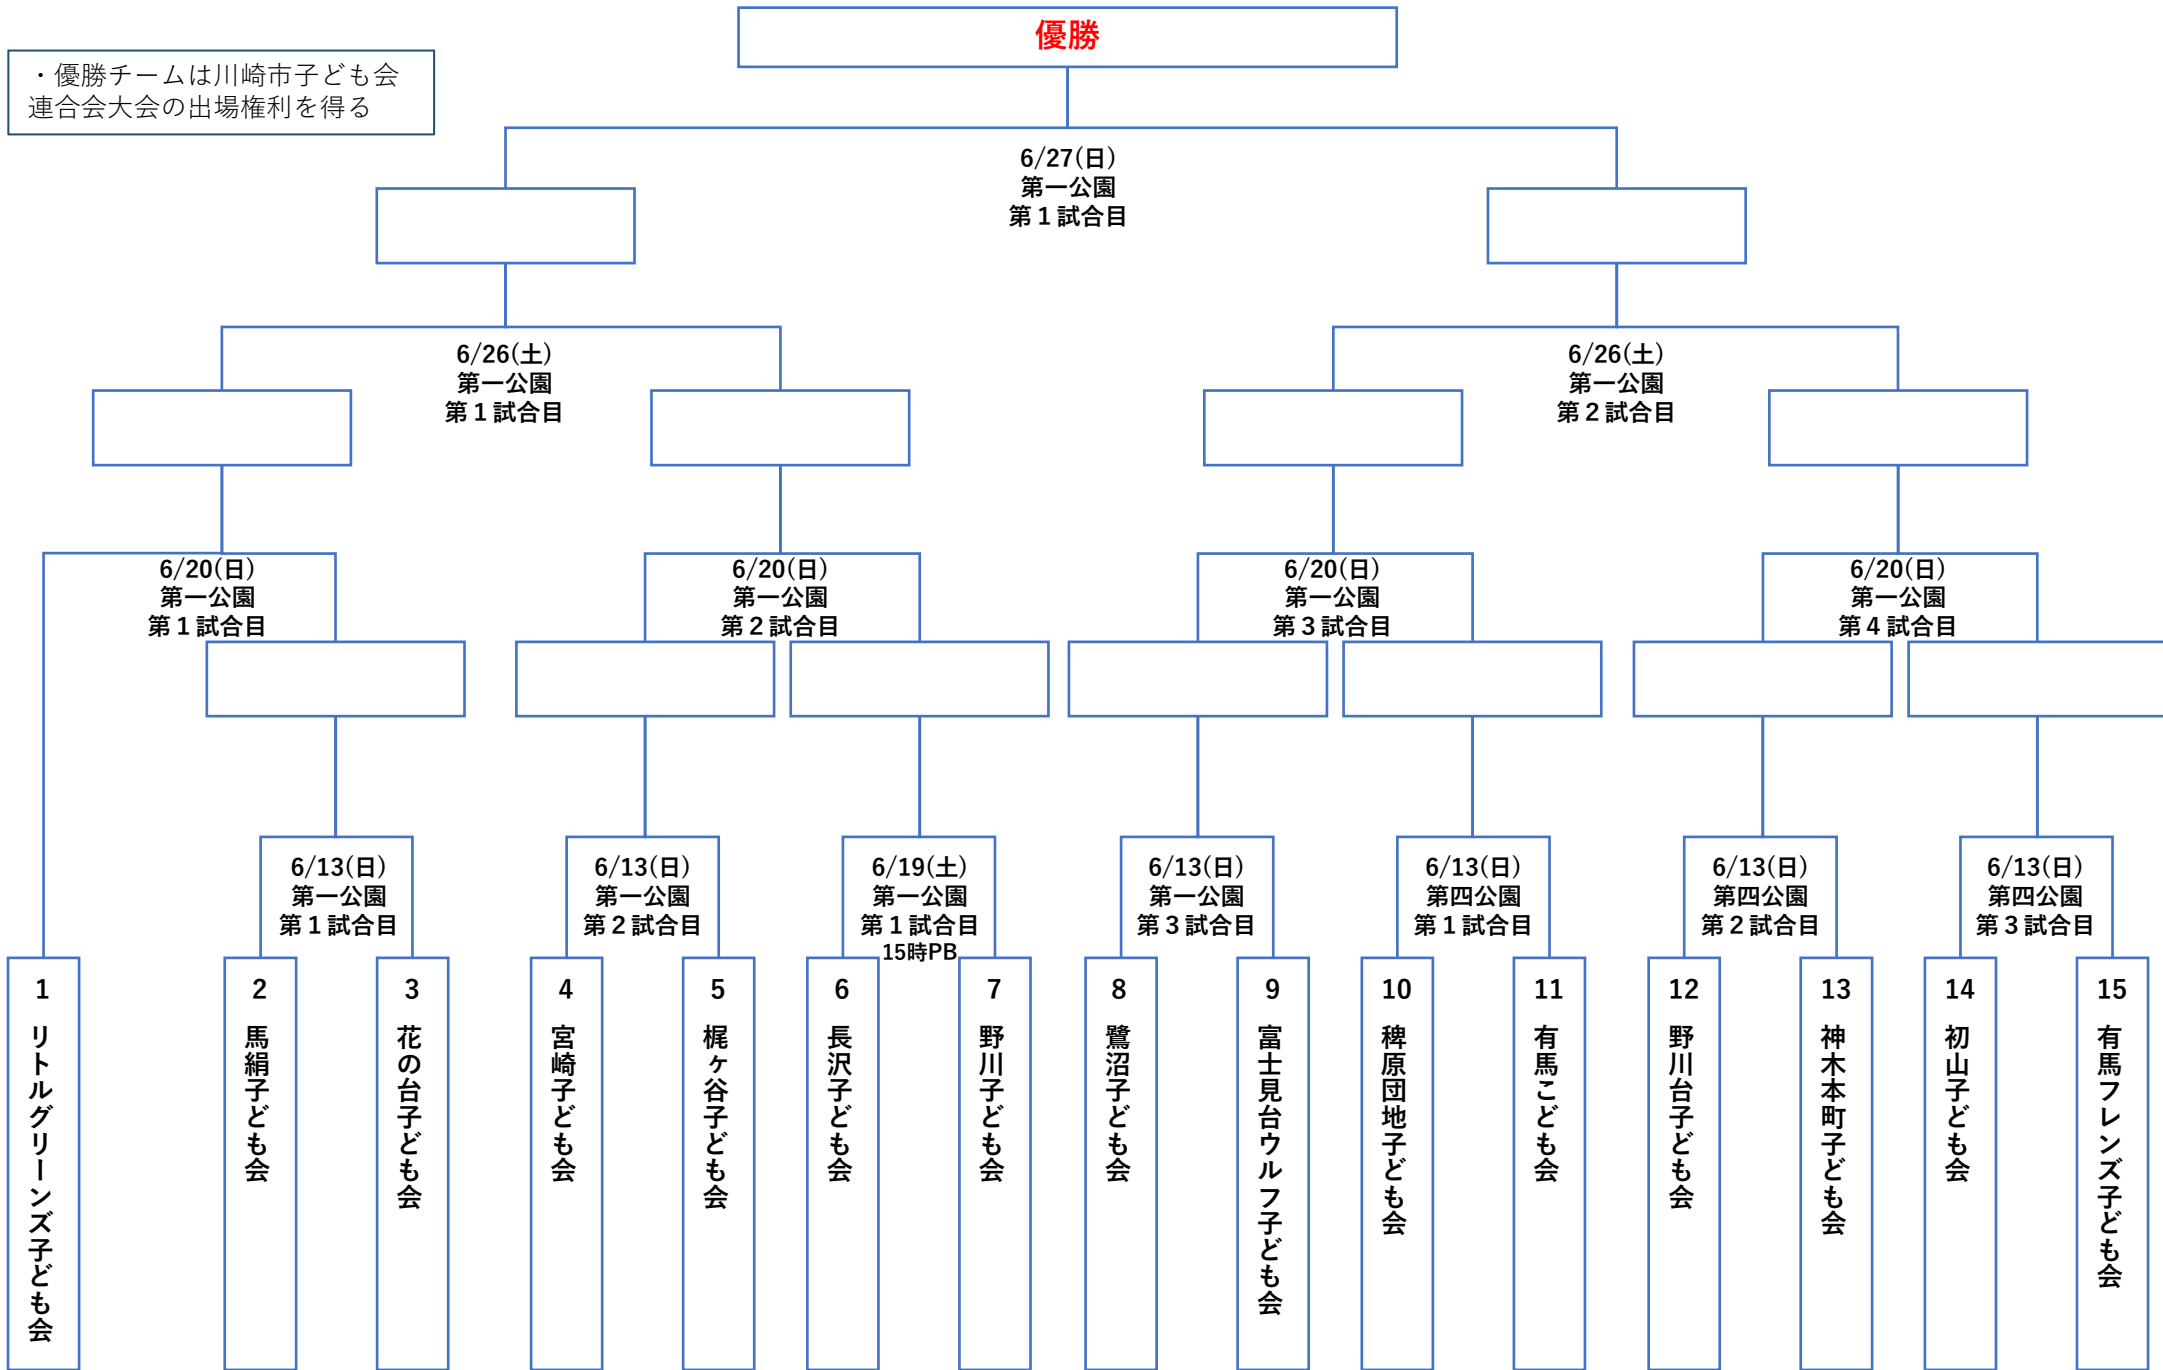 優勝
・優勝チームは川崎市子ども会
連合会大会の出場権利を得る
6/27(日)
第一公園
第１試合目
6/26(土)
第一公園
第１試合目
6/26(土)
第一公園
第２試合目
6/20(日)
第一公園
第１試合目
6/20(日)
第一公園
第２試合目
6/20(日)
第一公園
第３試合目
6/20(日)
第一公園
第４試合目
6/13(日)
第一公園
第１試合目
6/13(日)
第一公園
第２試合目
6/19(土)
第一公園
第１試合目
15時PB
6/13(日)
第一公園
第３試合目
6/13(日)
第四公園
第１試合目
6/13(日)
第四公園
第２試合目
6/13(日)
第四公園
第３試合目
1
リトルグリーンズ子ども会
2
馬絹子ども会
3
花の台子ども会
4
宮崎子ども会
5
梶ヶ谷子ども会
6
長沢子ども会
7
野川子ども会
8
鷺沼子ども会
9
富士見台ウルフ子ども会
10
稗原団地子ども会
11
有馬こども会
12
野川台子ども会
13
神木本町子ども会
14
初山子ども会
15
有馬フレンズ子ども会